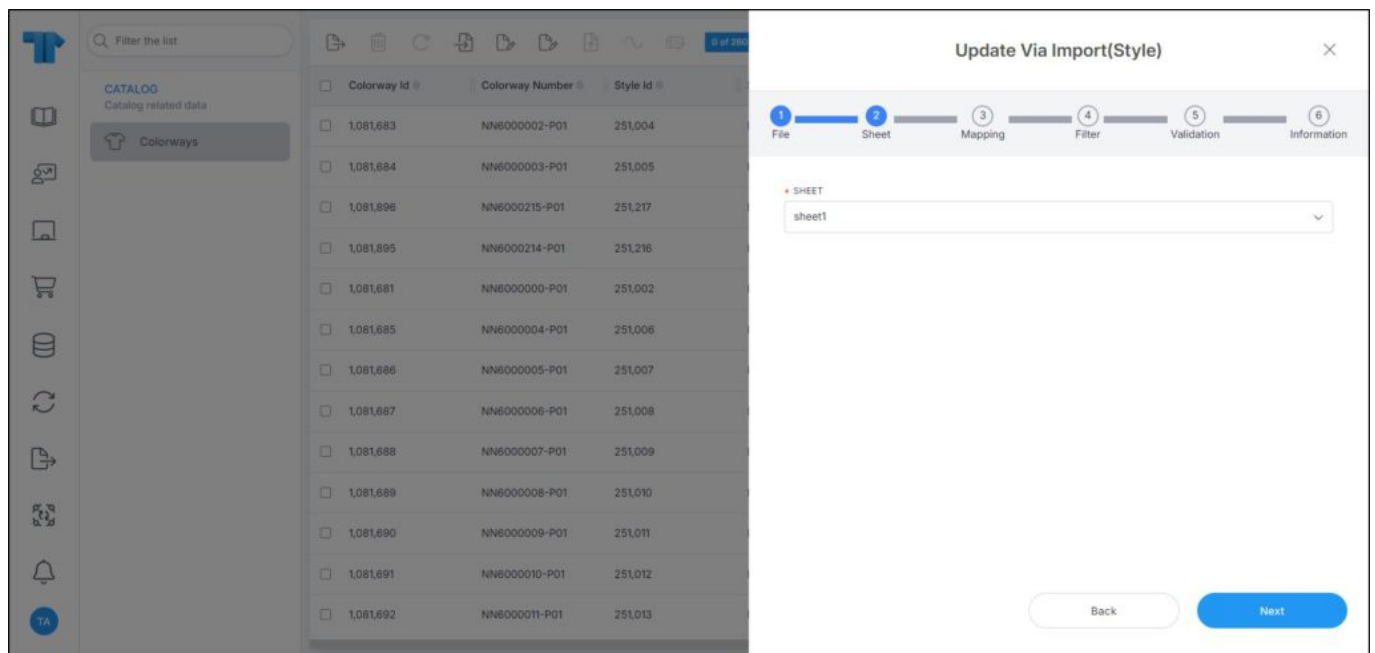 Filter the list
CATALOG
Catalog related data
Colorways
TA
Colorway Id Colorway Number Style Id
1,081,683 NN6000002-P01 251,004
1,081,684 NN6000003-P01 251,005
1,081,896 NN6000215-P01 251,217
1,081,895 NN6000214-P01 251,216
1,081,681 NN6000000-P01 251,002
1,081,685 NN6000004-P01 251,006
1,081,686 NN6000005-P01 251,007
1,081,687 NN6000006-P01 251,008
1,081,688 NN6000007-P01 251,009
1,081,689 NN6000008-P01 251,010
1,081,690 NN6000009-P01 251,011
1,081,691 NN6000010-P01 251,012
1,081,692 NN6000011-P01 251,013
0 of 260
Update Via Import(Style)
1 2 3 4 5 6
File Sheet Mapping Filter Validation Information
* SHEET
sheet1
Back Next